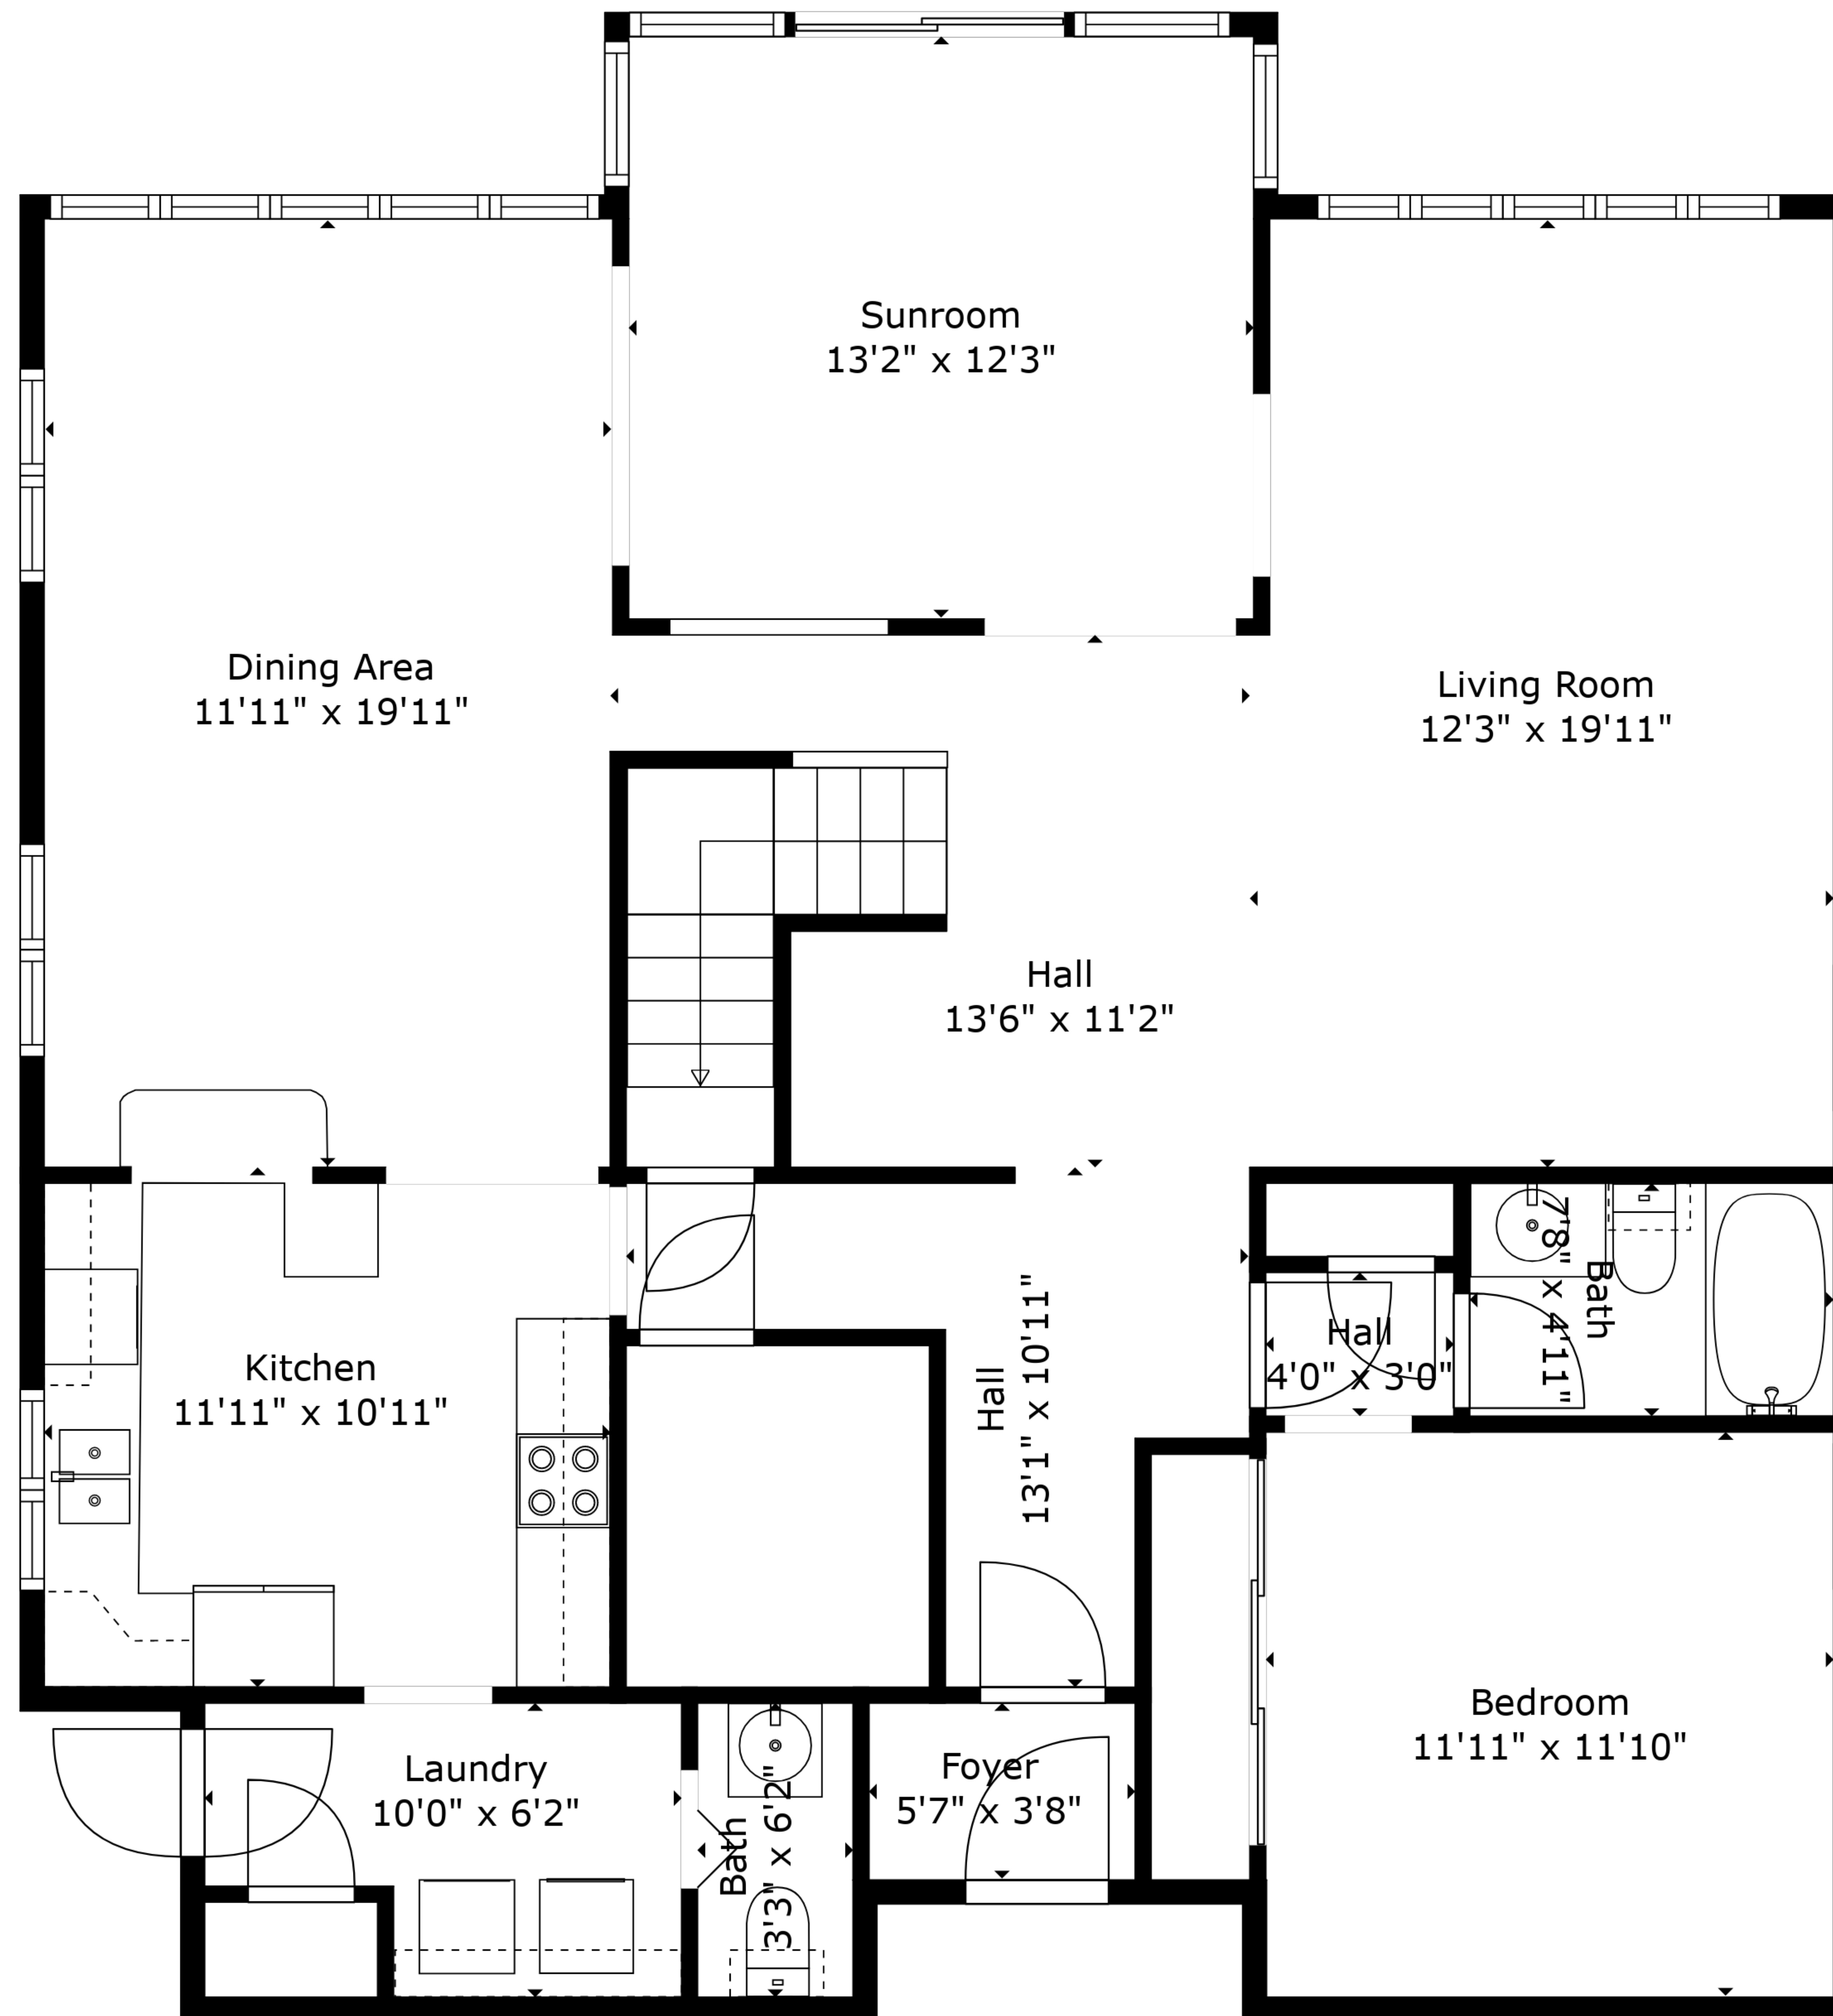 Sunroom
13'2" x 12'3"
Dining Area
11'11" x 19'11"
Living Room
12'3" x 19'11"
Hall
13'6" x 11'2"
Kitchen
11'11" x 10'11"
Hall
13'1" x 10'11"
Hall
4'0" x 3'0"
Bath
7'8" x 4'11"
Bedroom
11'11" x 11'10"
Laundry
10'0" x 6'2"
Bath
3'3" x 6'2"
Foyer
5'7" x 3'8"